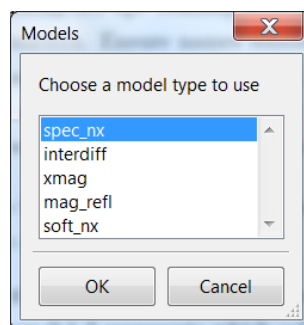 Models
Choose a model type to use
spec_nx
interdiff
xmag
mag_refl
soft_nx
OK
Cancel